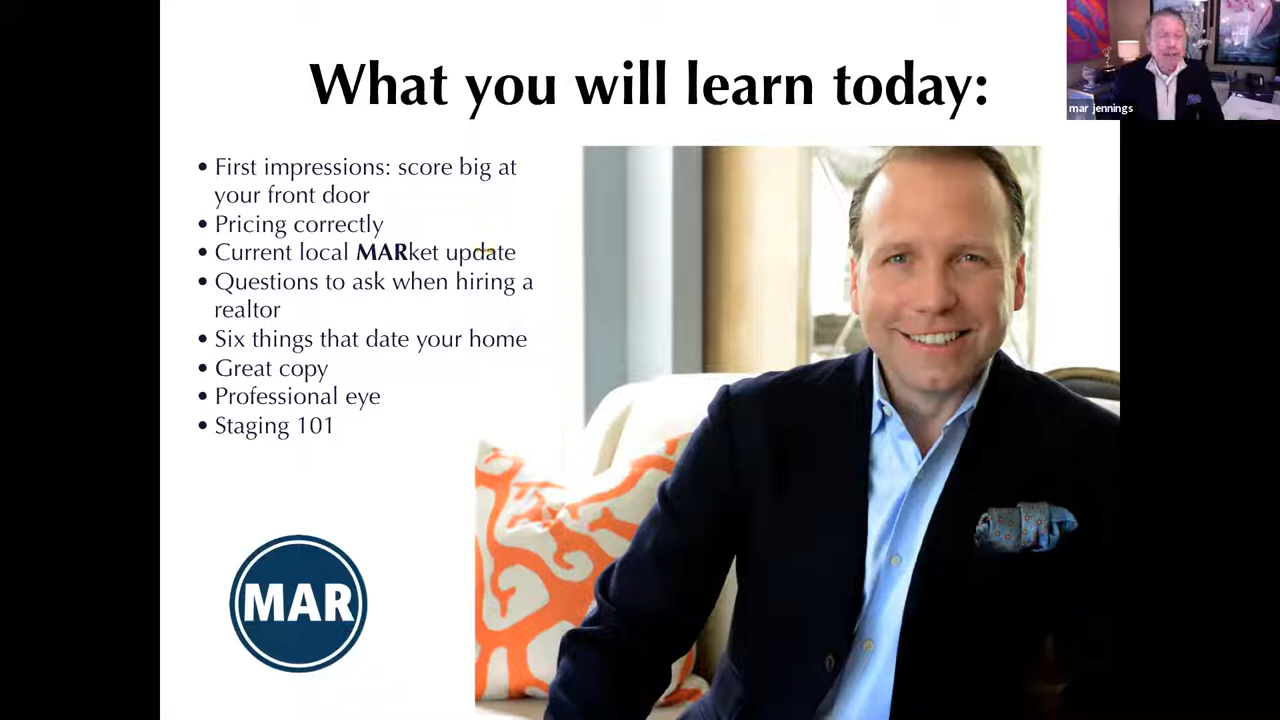 What you will learn today:
mar jennings
• First impressions: score big at
your front door
• Pricing correctly
• Current local MARket update
• Questions to ask when hiring a
realtor
• Six things that date your home
• Great copy
• Professional eye
• Staging 101
MAR